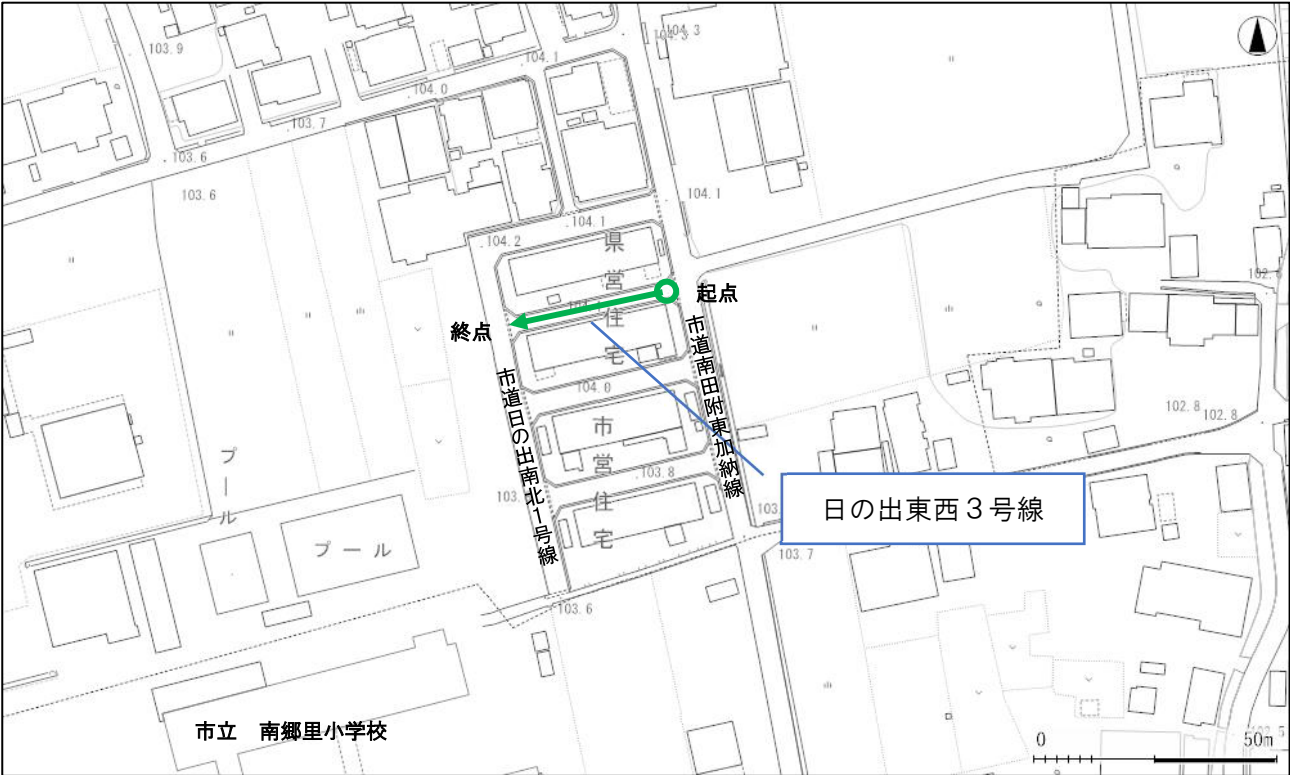 103.9
104.3
104.1
104.0
103.7
103.6
103.6
104.1
104.1
104.2
県営住宅
起点
終点
市道南田附東加納線
市道日の出南北1号線
104.0
市営住宅
103.8
102.8
102.8
プール
プール
日の出東西3号線
103.7
103.6
市立 南郷里小学校
0
50m